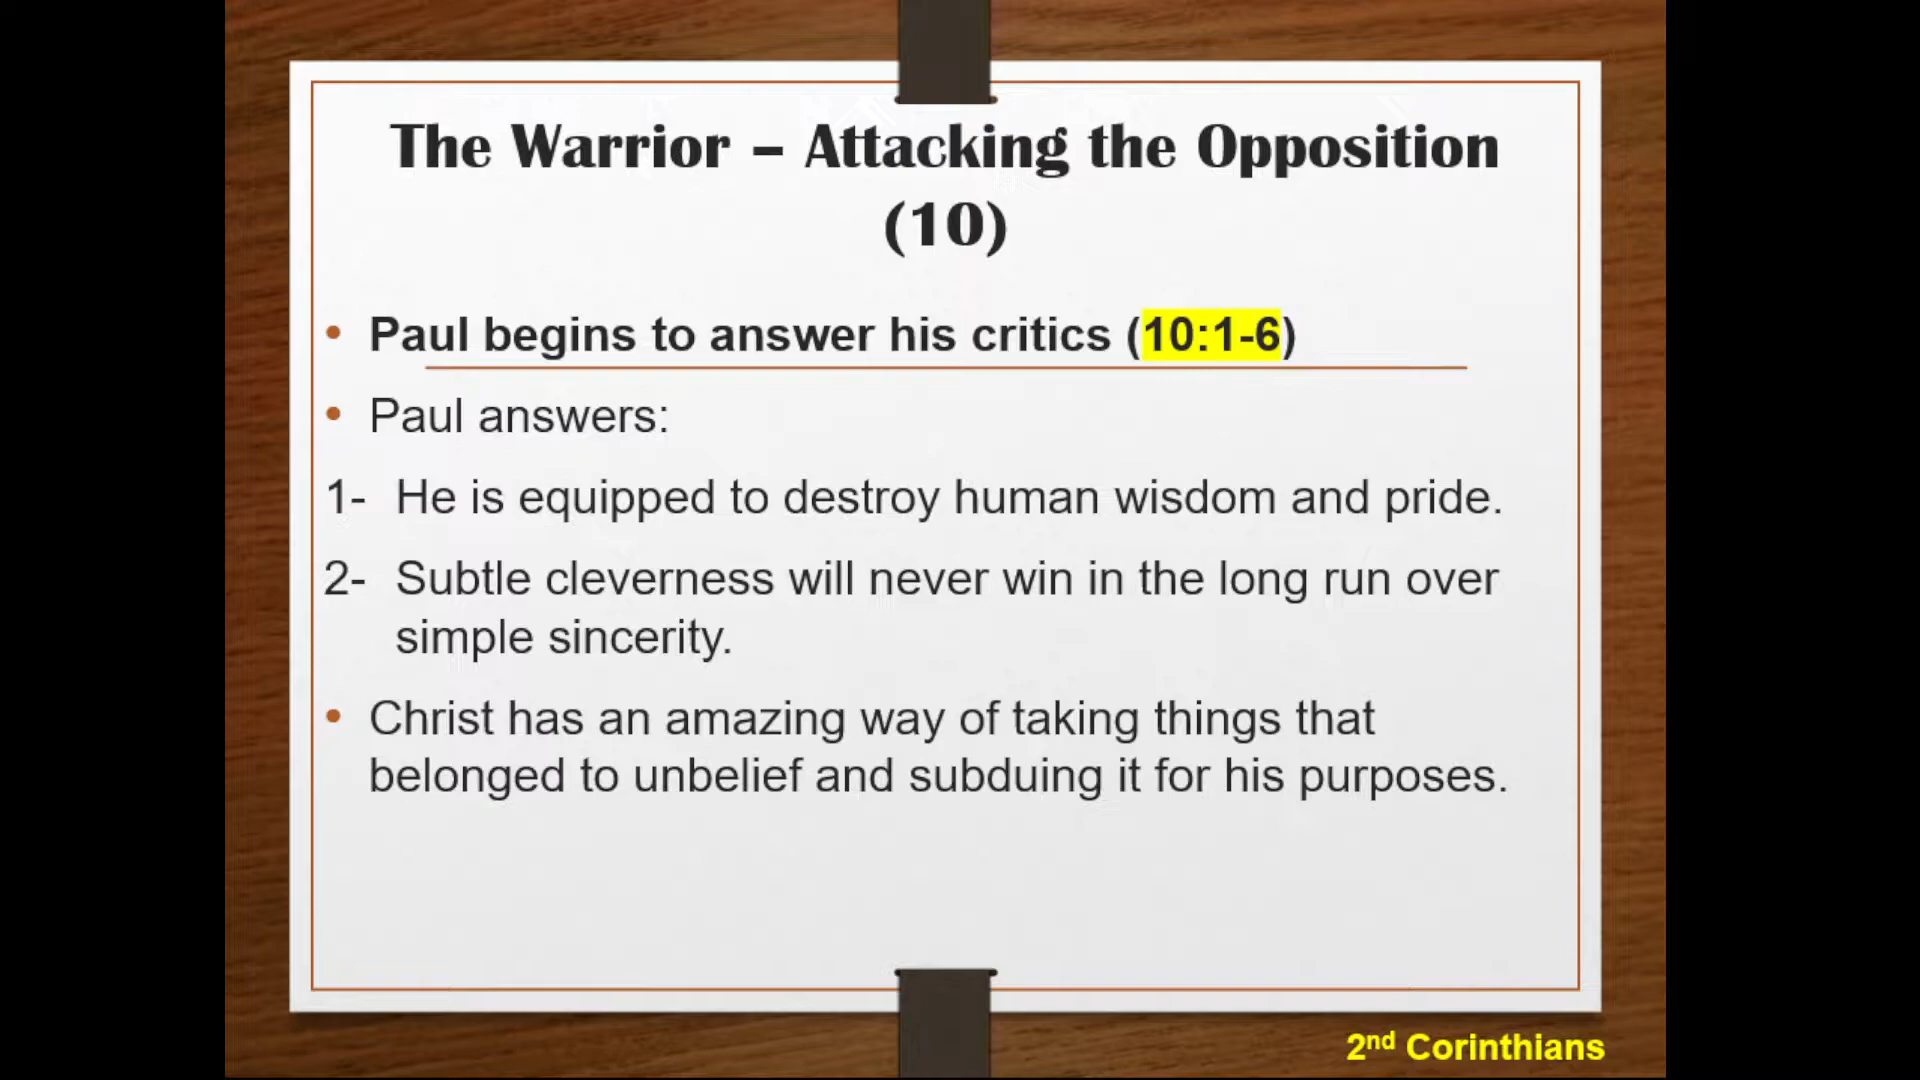 The Warrior – Attacking the Opposition
(10)
• Paul begins to answer his critics (10:1-6)
• Paul answers:
1- He is equipped to destroy human wisdom and pride.
2- Subtle cleverness will never win in the long run over
simple sincerity.
• Christ has an amazing way of taking things that
belonged to unbelief and subduing it for his purposes.
2nd Corinthians